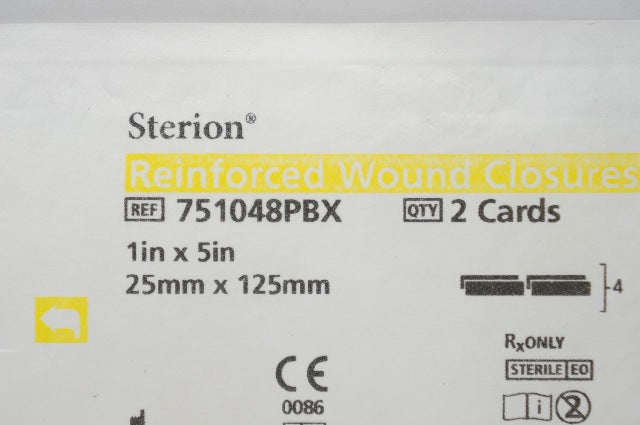 Sterion®
Reinforced Wound Closures
REF 751048PBX QTY 2 Cards
1in x 5in
25mm x 125mm
4
RxONLY
STERILE EO
CE
0086
i 2